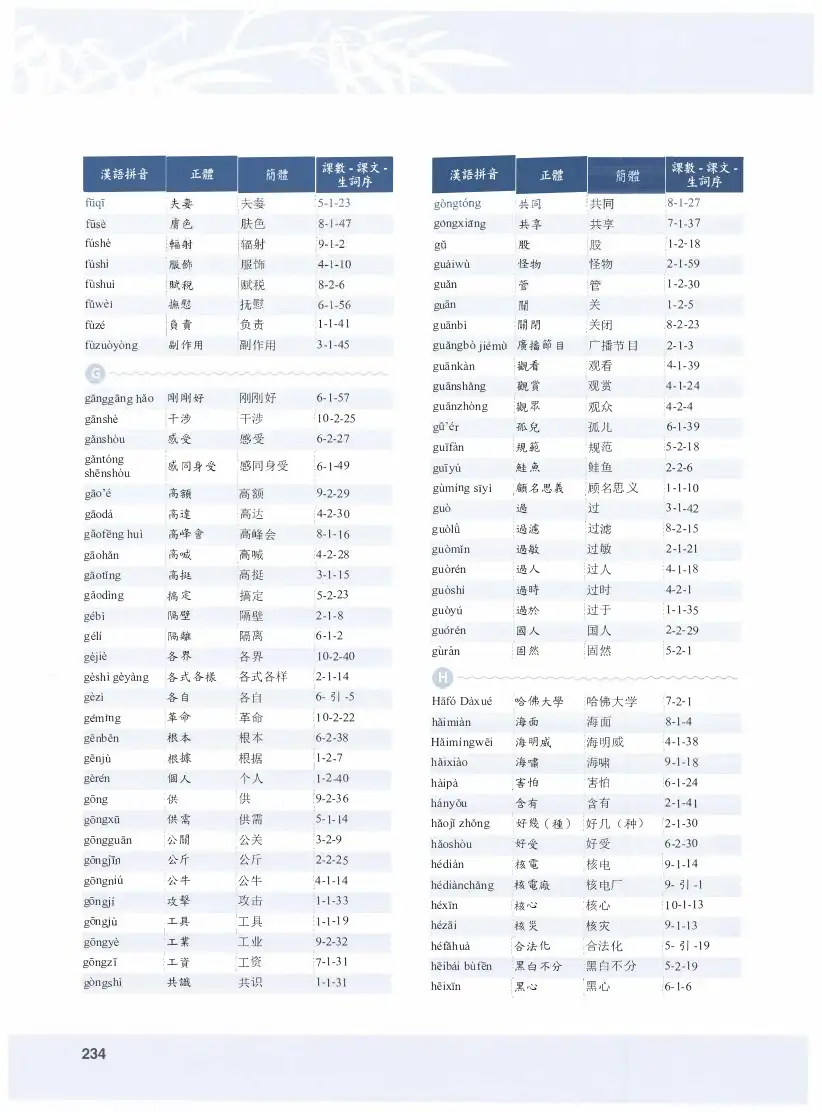 漢語拼音 正體 簡體 課數-課文-生詞序
fūqī 夫妻 夫妻 5-1-23
fūsè 膚色 肤色 8-1-47
fúshè 輻射 辐射 9-1-2
fúshì 服飾 服饰 4-1-10
fùshuì 賦稅 赋税 8-2-6
fǔwèi 撫慰 抚慰 6-1-56
fùzé 負責 负责 1-1-41
fùzuòyòng 副作用 副作用 3-1-45
G
gānggāng hǎo 剛剛好 刚刚好 6-1-57
gānshè 干涉 干涉 10-2-25
gǎnshòu 感受 感受 6-2-27
gǎntóng shēnshòu 感同身受 感同身受 6-1-49
gāo'é 高額 高额 9-2-29
gāodá 高達 高达 4-2-30
gāofēng huì 高峰會 高峰会 8-1-16
gāohǎn 高喊 高喊 4-2-28
gāotǐng 高挺 高挺 3-1-15
gǎodìng 搞定 搞定 5-2-23
gébì 隔壁 隔壁 2-1-8
gélí 隔離 隔离 6-1-2
gèjiè 各界 各界 10-2-40
gèshì gèyàng 各式各樣 各式各样 2-1-14
gèzì 各自 各自 6-引-5
gémìng 革命 革命 10-2-22
gēnběn 根本 根本 6-2-38
gēnjù 根據 根据 1-2-7
gèrén 個人 个人 1-2-40
gōng 供 供 9-2-36
gōngxū 供需 供需 5-1-14
gōngguān 公關 公关 3-2-9
gōngjīn 公斤 公斤 2-2-25
gōngniú 公牛 公牛 4-1-14
gōngjí 攻擊 攻击 1-1-33
gōngjù 工具 工具 1-1-19
gōngyè 工業 工业 9-2-32
gōngzī 工資 工资 7-1-31
gòngshì 共識 共识 1-1-31
漢語拼音 正體 簡體 課數-課文-生詞序
gòngtóng 共同 共同 8-1-27
gòngxiǎng 共享 共享 7-1-37
gǔ 股 股 1-2-18
guàiwù 怪物 怪物 2-1-59
guǎn 管 管 1-2-30
guān 關 关 1-2-5
guānbì 關閉 关闭 8-2-23
guǎngbò jiémù 廣播節目 广播节目 2-1-3
guānkàn 觀看 观看 4-1-39
guānshǎng 觀賞 观赏 4-1-24
guānzhòng 觀眾 观众 4-2-4
gū'ér 孤兒 孤儿 6-1-39
guīfàn 規範 规范 5-2-18
guīyú 鮭魚 鲑鱼 2-2-6
gùmíng sīyì 顧名思義 顾名思义 1-1-10
guò 過 过 3-1-42
guòlǜ 過濾 过滤 8-2-15
guòmǐn 過敏 过敏 2-1-21
guòrén 過人 过人 4-1-18
guòshí 過時 过时 4-2-1
guòyú 過於 过于 1-1-35
guórén 國人 国人 2-2-29
gùrán 固然 固然 5-2-1
H
Hāfó Dàxué 哈佛大學 哈佛大学 7-2-1
hǎimiàn 海面 海面 8-1-4
Hǎimíngwēi 海明威 海明威 4-1-38
hǎixiào 海嘯 海啸 9-1-18
hàipà 害怕 害怕 6-1-24
hányǒu 含有 含有 2-1-41
hǎojǐ zhǒng 好幾（種） 好几（种） 2-1-30
hǎoshòu 好受 好受 6-2-30
hédiàn 核電 核电 9-1-14
hédiànchǎng 核電廠 核电厂 9-引-1
héxīn 核心 核心 10-1-13
hézāi 核災 核灾 9-1-13
héfǎhuà 合法化 合法化 5-引-19
hēibái bùfēn 黑白不分 黑白不分 5-2-19
hēixīn 黑心 黑心 6-1-6
234